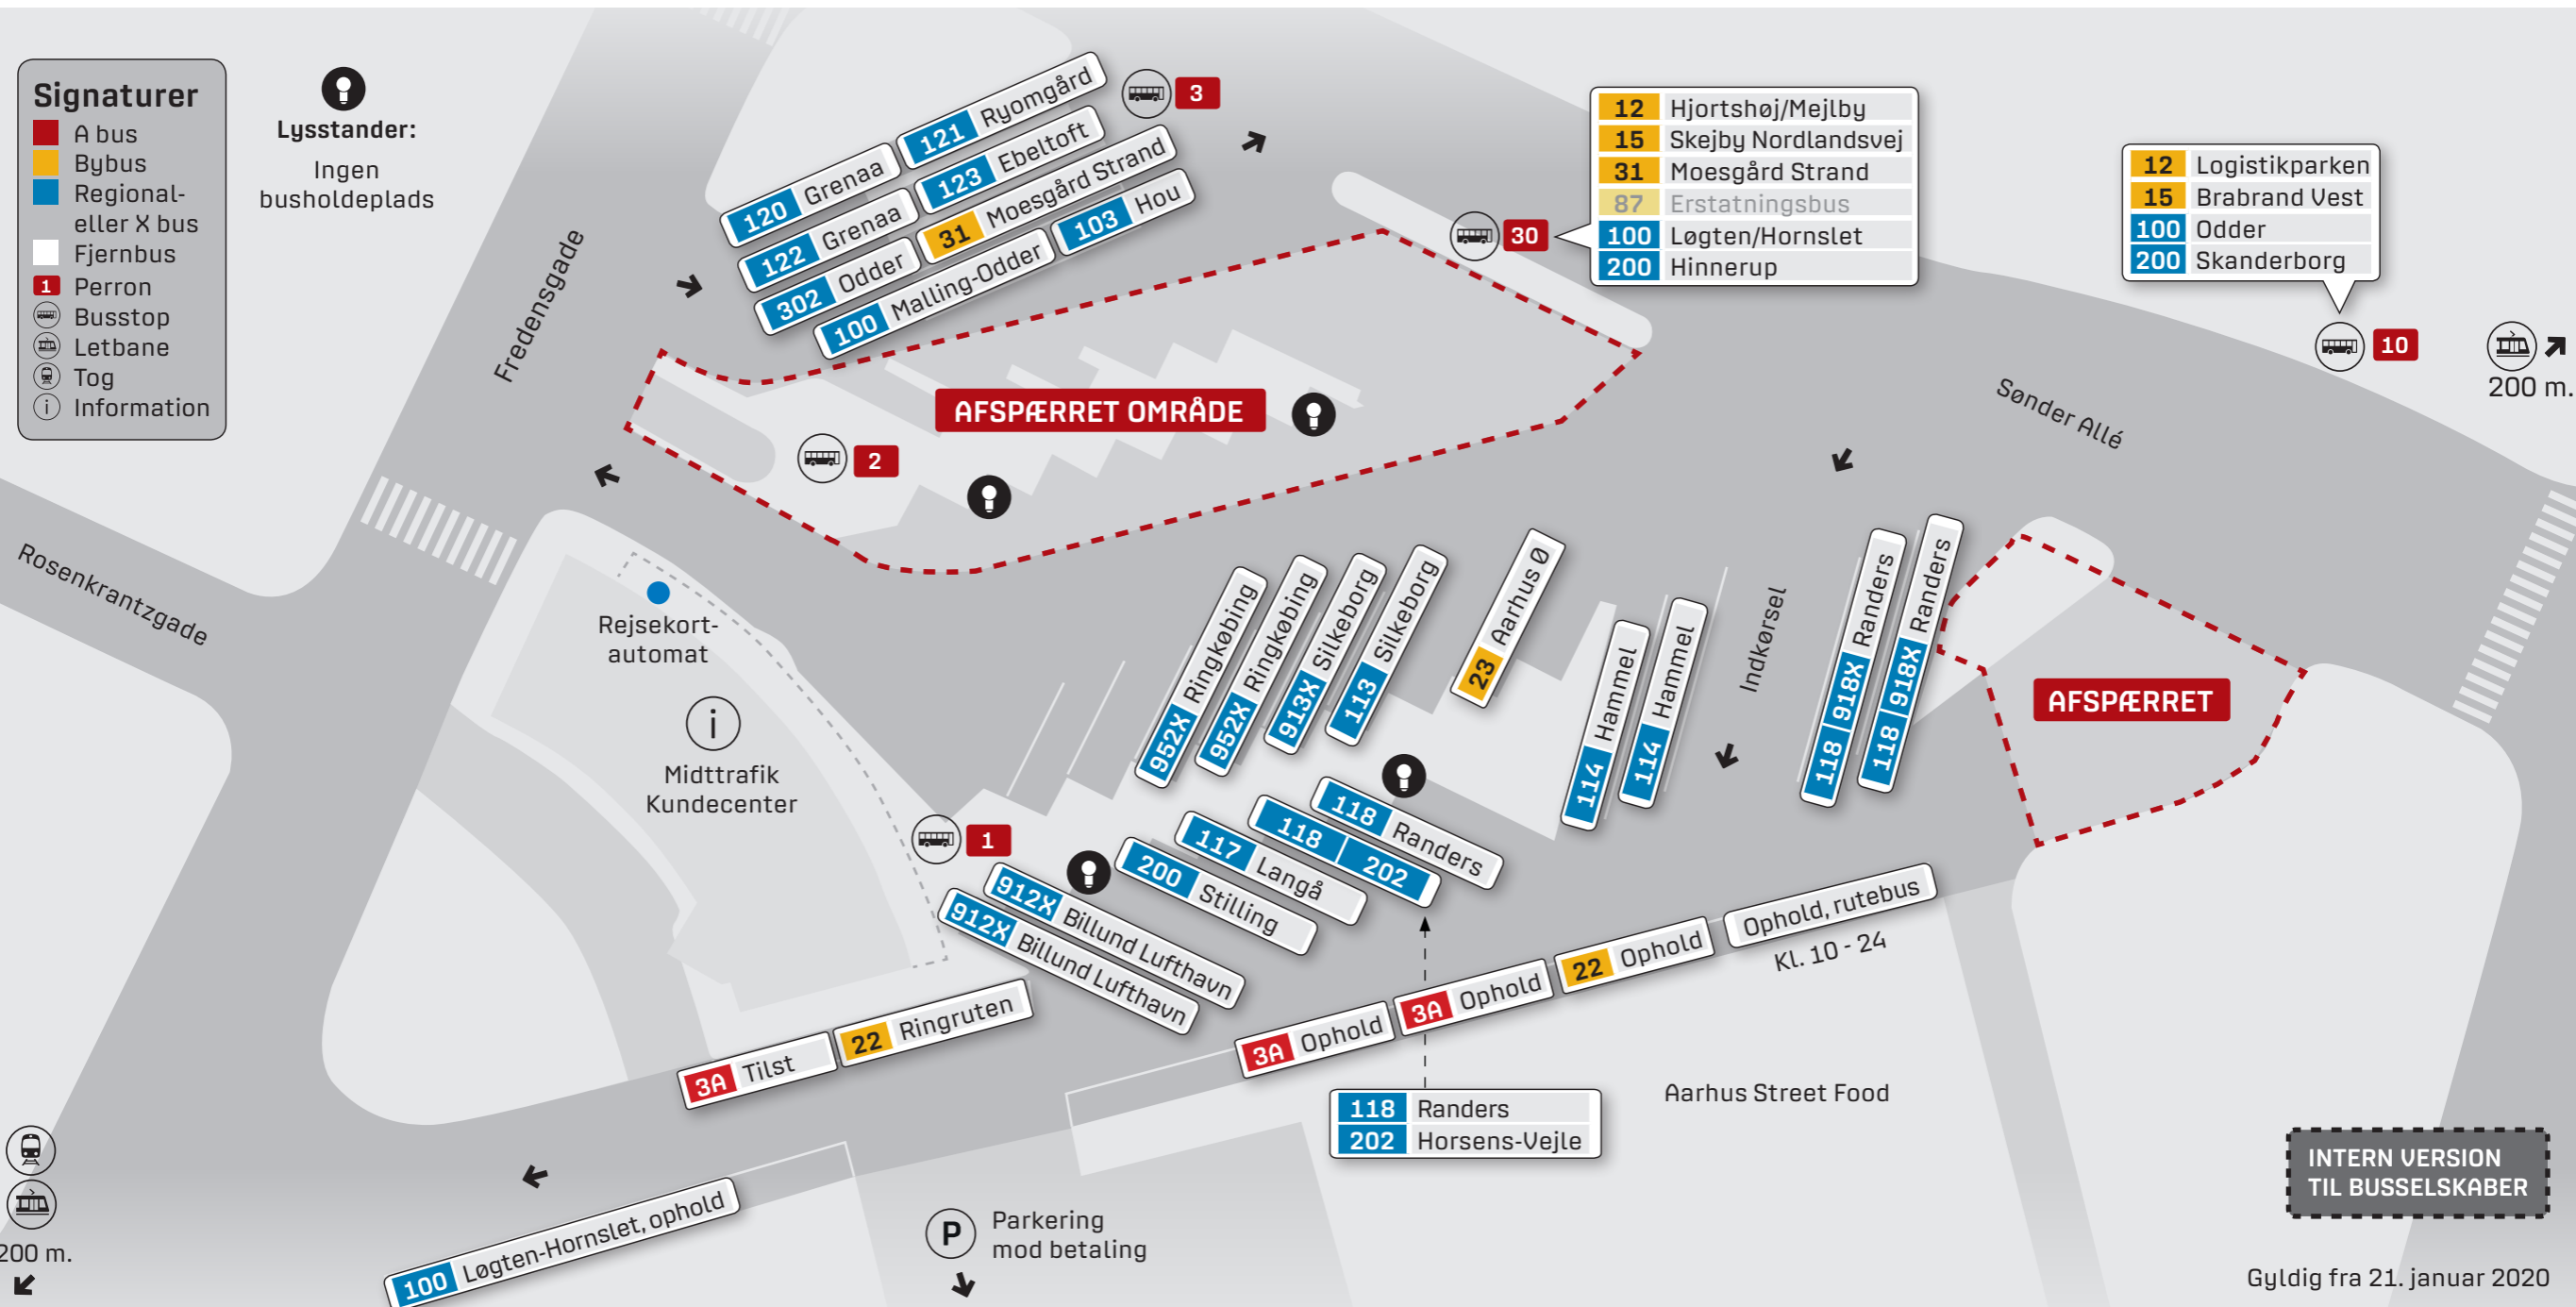 Signaturer
A bus
Bybus
Regional-
eller X bus
Fjernbus
1 Perron
Busstop
Letbane
Tog
i Information
Lysstander:
Ingen
busholdeplads
Fredensgade
Rosenkrantzgade
120 Grenaa
121 Ryomgård
122 Grenaa
123 Ebeltoft
302 Odder
31 Moesgård Strand
100 Malling-Odder
103 Hou
3
30
12 Hjortshøj/Mejlby
15 Skejby Nordlandsvej
31 Moesgård Strand
87 Erstatningsbus
100 Løgten/Hornslet
200 Hinnerup
12 Logistikparken
15 Brabrand Vest
100 Odder
200 Skanderborg
10
200 m.
Sønder Allé
AFSPÆRRET OMRÅDE
2
Rejsekort-
automat
i
Midttrafik
Kundecenter
1
952X Ringkøbing
952X Ringkøbing
913X Silkeborg
113 Silkeborg
23 Aarhus Ø
114 Hammel
114 Hammel
Indkørsel
118 918X Randers
118 918X Randers
AFSPÆRRET
118 Randers
118 202
117 Langå
200 Stilling
912X Billund Lufthavn
912X Billund Lufthavn
3A Tilst
22 Ringruten
3A Ophold
3A Ophold
22 Ophold
Ophold, rutebus
Kl. 10 - 24
118 Randers
202 Horsens-Vejle
Aarhus Street Food
100 Løgten-Hornslet, ophold
200 m.
P
Parkering
mod betaling
INTERN VERSION
TIL BUSSELSKABER
Gyldig fra 21. januar 2020